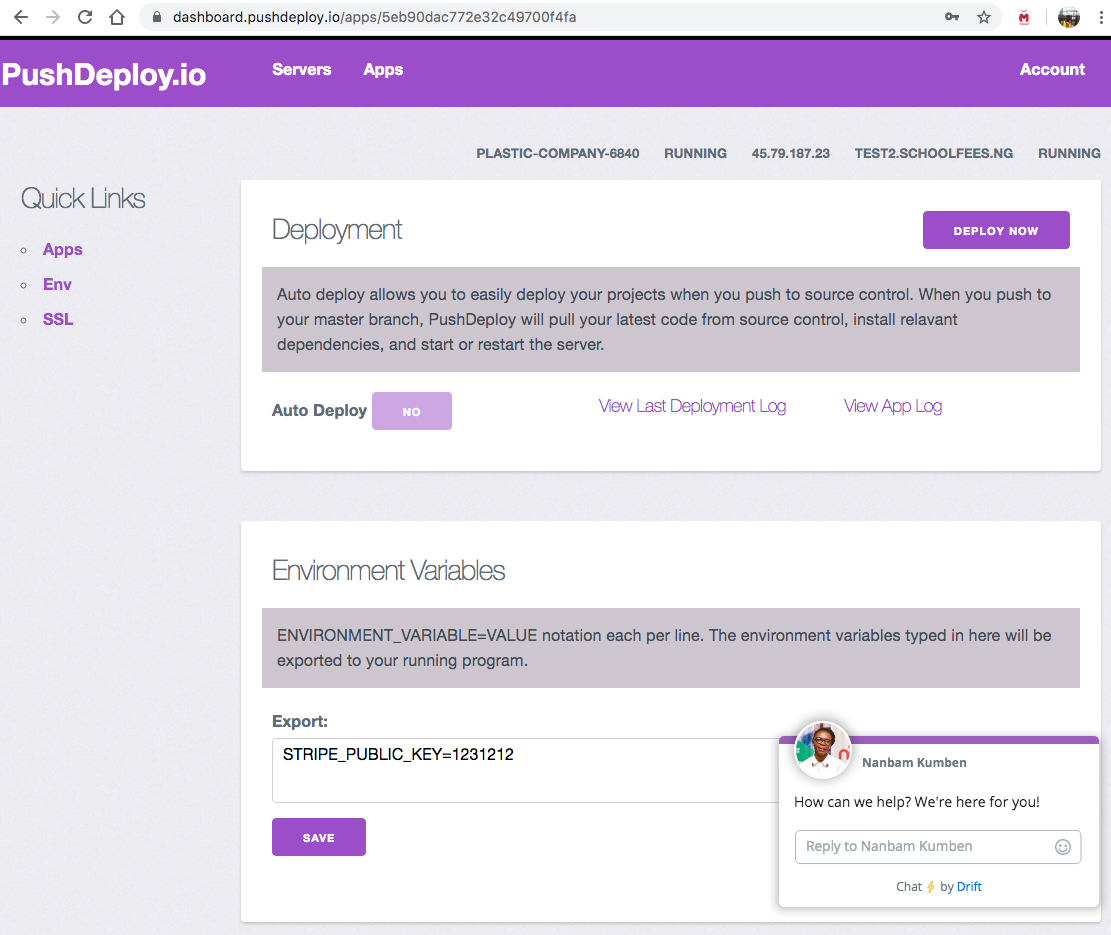 dashboard.pushdeploy.io/apps/5eb90dac772e32c49700f4fa
PushDeploy.io
Servers
Apps
Account
PLASTIC-COMPANY-6840
RUNNING
45.79.187.23
TEST2.SCHOOLFEES.NG
RUNNING
Quick Links
Apps
Env
SSL
Deployment
DEPLOY NOW
Auto deploy allows you to easily deploy your projects when you push to source control. When you push to
your master branch, PushDeploy will pull your latest code from source control, install relavant
dependencies, and start or restart the server.
Auto Deploy
NO
View Last Deployment Log
View App Log
Environment Variables
ENVIRONMENT_VARIABLE=VALUE notation each per line. The environment variables typed in here will be
exported to your running program.
Export:
STRIPE_PUBLIC_KEY=1231212
SAVE
Nanbam Kumben
How can we help? We're here for you!
Reply to Nanbam Kumben
Chat ⚡ by Drift